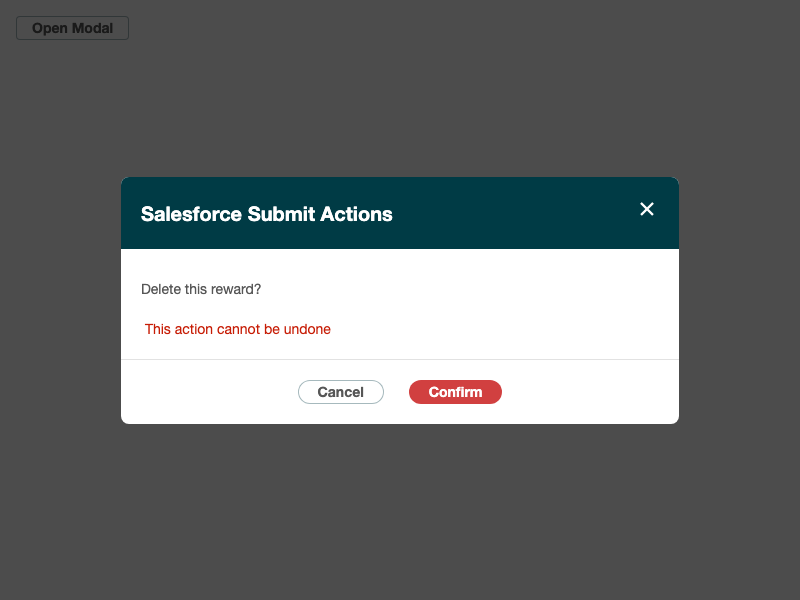 Open Modal
Salesforce Submit Actions
Delete this reward?
This action cannot be undone
Cancel
Confirm